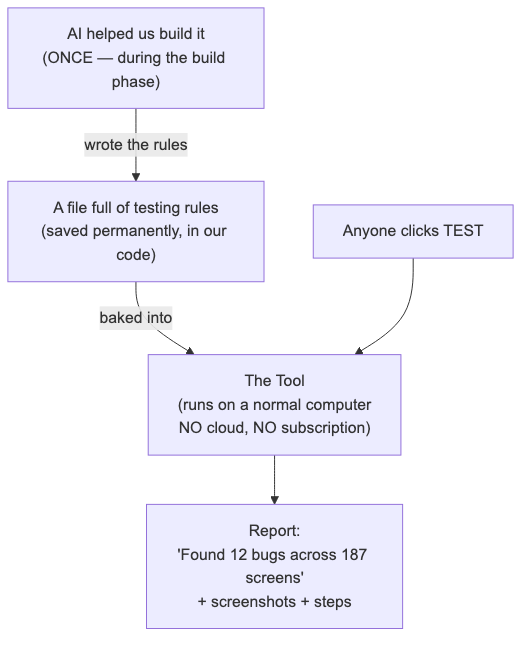 AI helped us build it
(ONCE — during the build
phase)
wrote the rules
A file full of testing rules
(saved permanently, in our
code)
Anyone clicks TEST
baked into
The Tool
(runs on a normal computer
NO cloud, NO subscription)
Report:
'Found 12 bugs across 187
screens'
+ screenshots + steps